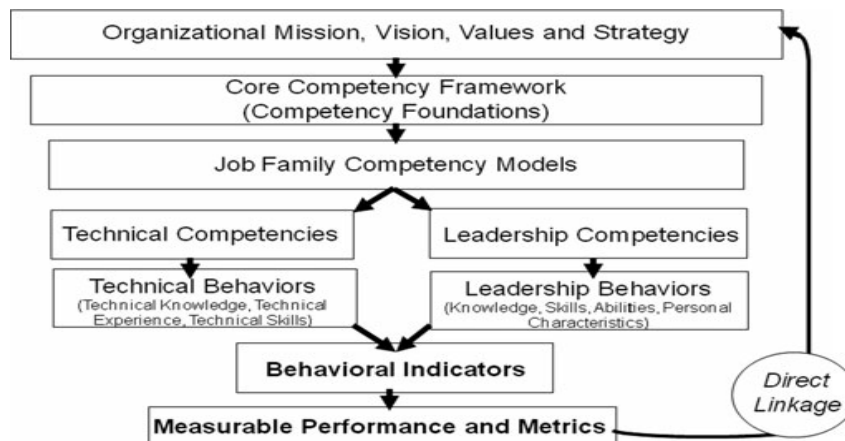 Organizational Mission, Vision, Values and Strategy
Core Competency Framework
(Competency Foundations)
Job Family Competency Models
Technical Competencies
Leadership Competencies
Technical Behaviors
(Technical Knowledge, Technical
Experience, Technical Skills)
Leadership Behaviors
(Knowledge, Skills, Abilities, Personal
Characteristics)
Behavioral Indicators
Direct
Linkage
Measurable Performance and Metrics